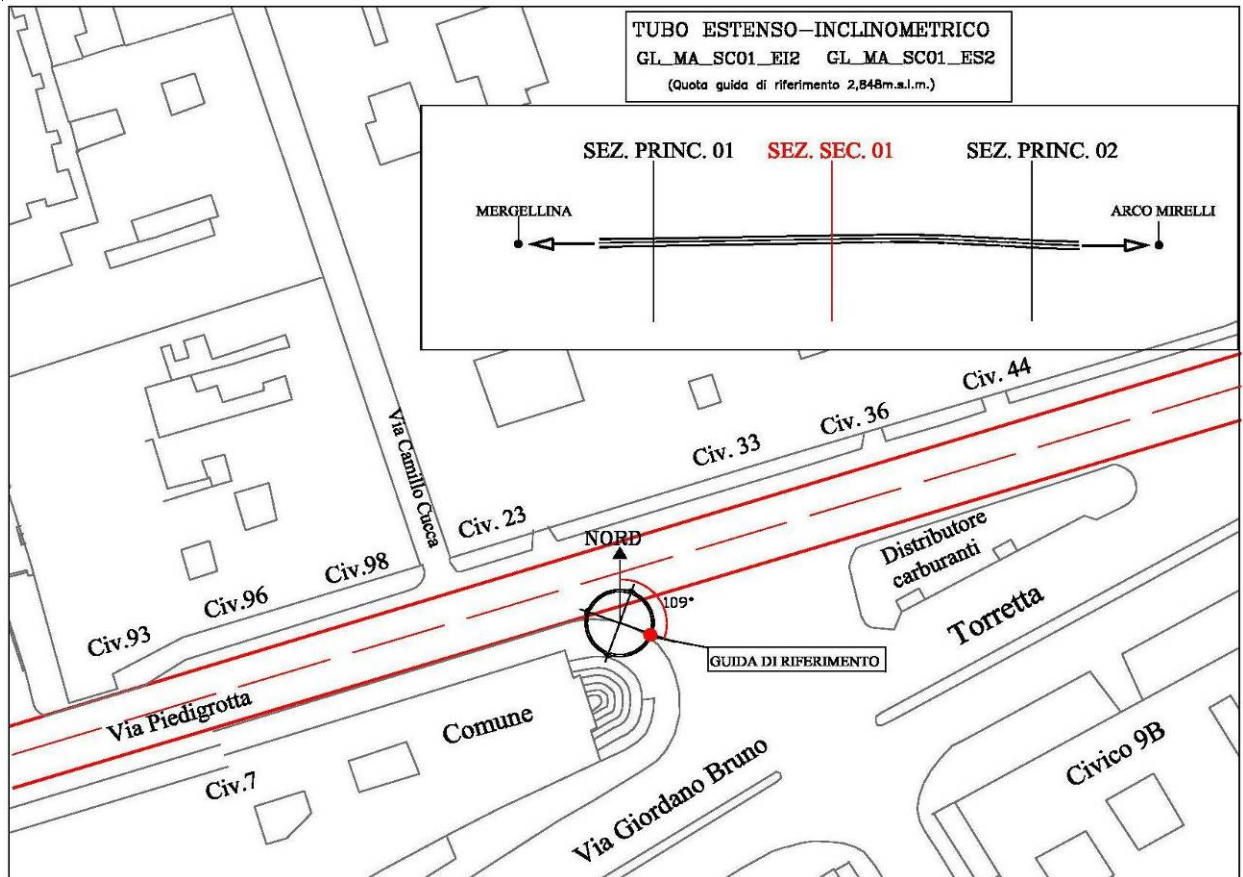 TUBO ESTENSO-INCLINOMETRICO
GL_MA_SC01_EI2 GL_MA_SC01_ES2
(Quota guida di riferimento 2,848m.s.l.m.)
SEZ. PRINC. 01
SEZ. SEC. 01
SEZ. PRINC. 02
MERGELLINA
ARCO MIRELLI
Civ. 44
Civ. 36
Civ. 33
Via Camillo Cucca
Civ. 23
NORD
Distributore
carburanti
Civ.98
Civ.96
109°
Torretta
Civ.93
GUIDA DI RIFERIMENTO
Via Piedigrotta
Comune
Civico 9B
Civ.7
Via Giordano Bruno